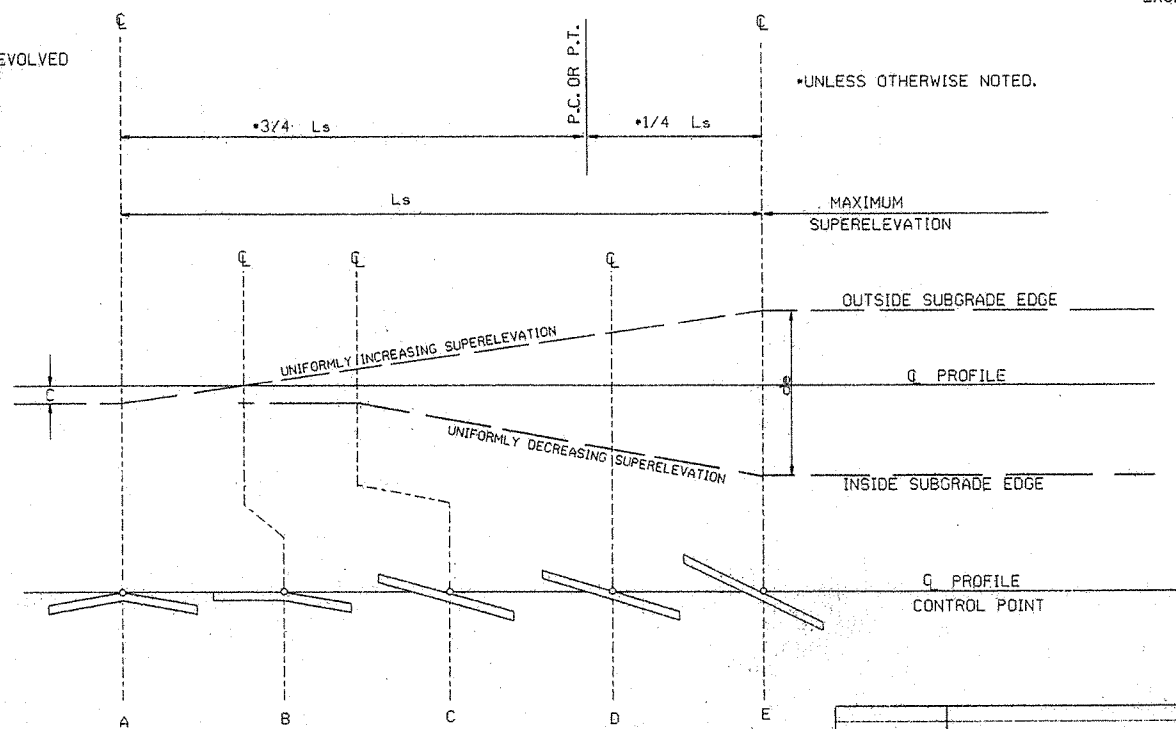 ℄
℄
EVOLVED
P.C. OR P.T.
*UNLESS OTHERWISE NOTED.
*3/4 Ls
*1/4 Ls
Ls
MAXIMUM
SUPERELEVATION
℄
℄
℄
OUTSIDE SUBGRADE EDGE
UNIFORMLY INCREASING SUPERELEVATION
℄ PROFILE
C
UNIFORMLY DECREASING SUPERELEVATION
INSIDE SUBGRADE EDGE
℄ PROFILE
CONTROL POINT
A
B
C
D
E